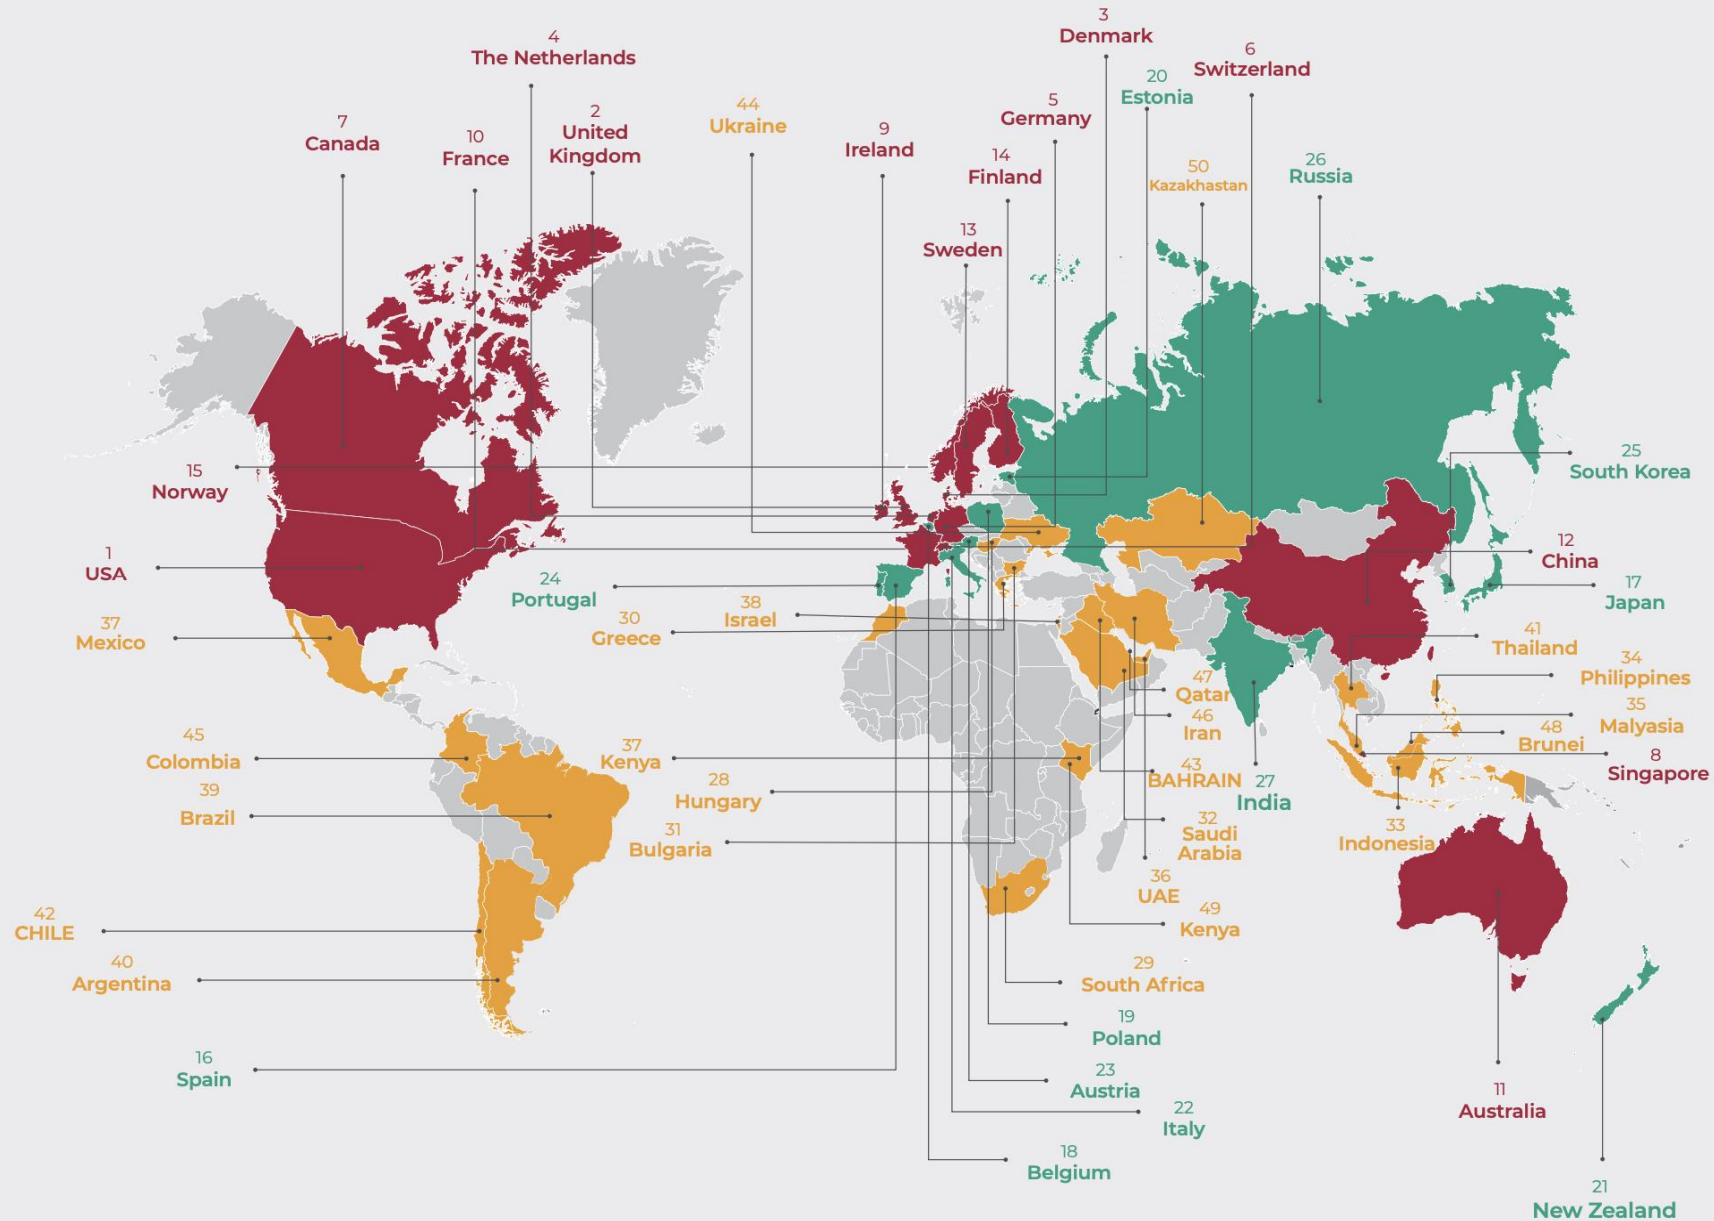 3
Denmark
4
The Netherlands
6
Switzerland
20
Estonia
5
Germany
44
Ukraine
2
United
Kingdom
7
Canada
10
France
9
Ireland
14
Finland
50
Kazakhastan
26
Russia
13
Sweden
15
Norway
25
South Korea
1
USA
12
China
24
Portugal
17
Japan
38
Israel
30
Greece
37
Mexico
41
Thailand
34
Philippines
47
Qatar
46
Iran
35
Malyasia
48
Brunei
8
Singapore
45
Colombia
37
Kenya
43
BAHRAIN
28
Hungary
27
India
39
Brazil
31
Bulgaria
32
Saudi
Arabia
33
Indonesia
36
UAE
49
Kenya
42
CHILE
40
Argentina
29
South Africa
19
Poland
16
Spain
23
Austria
11
Australia
22
Italy
18
Belgium
21
New Zealand